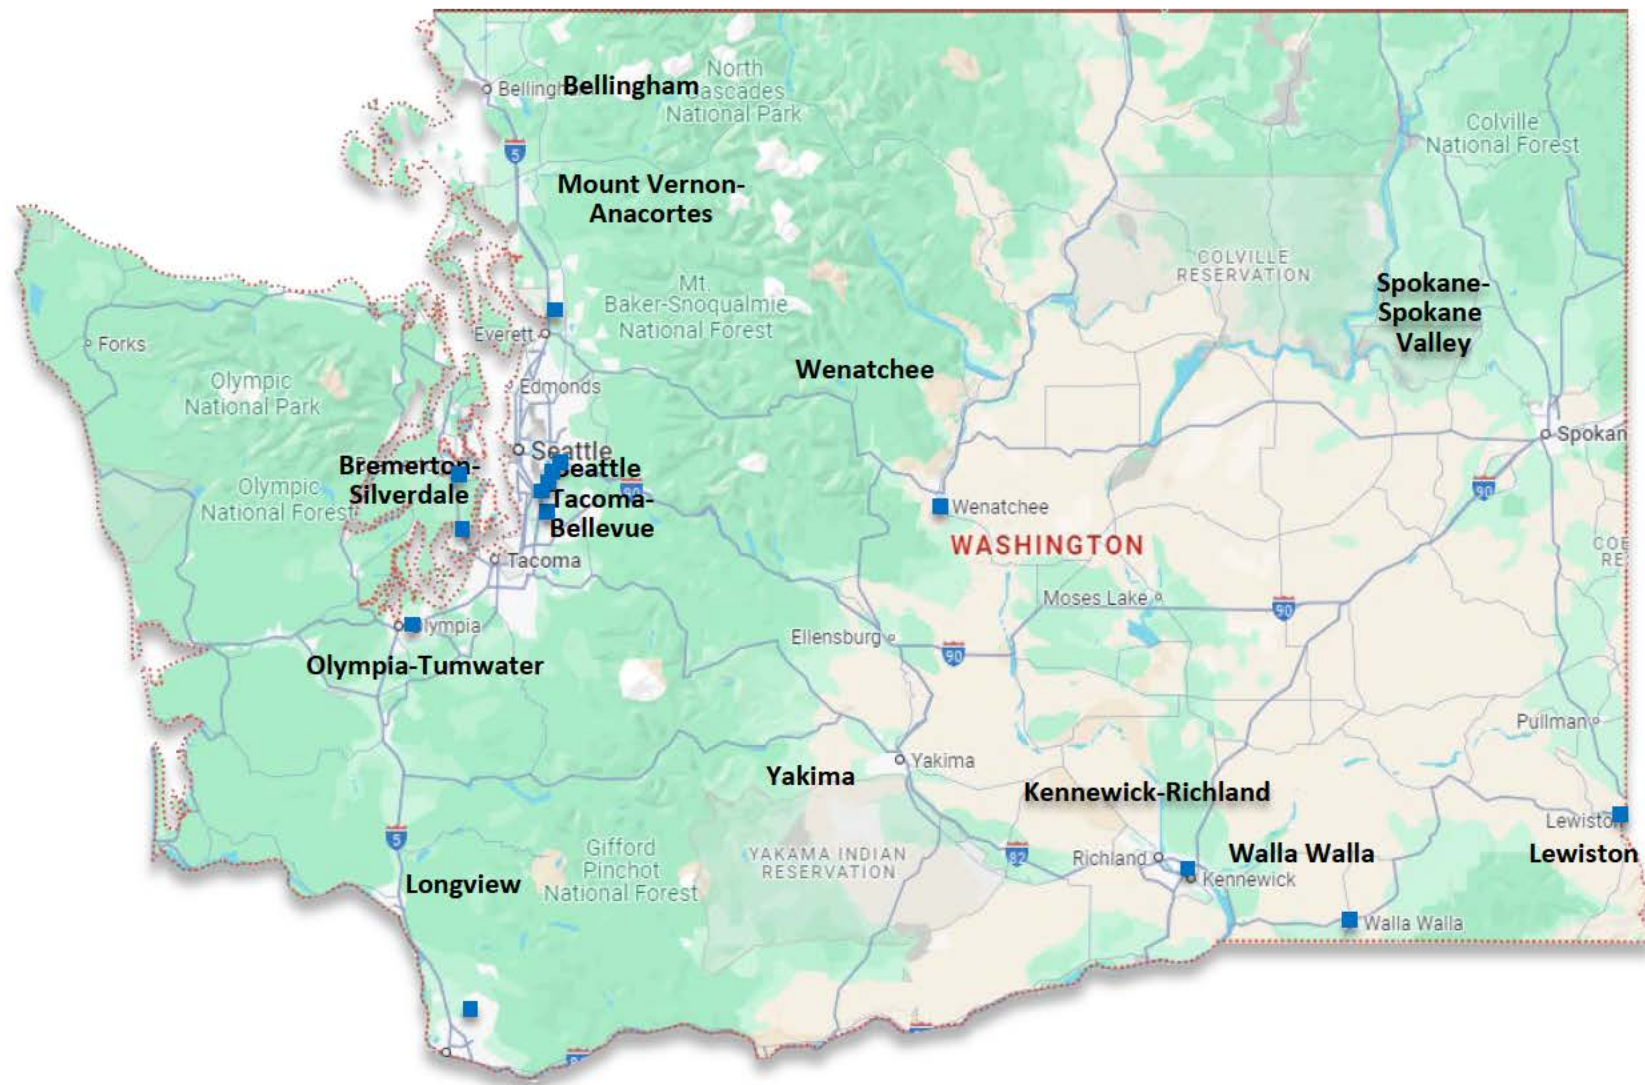 Bellingham
Bellingham
North
Cascades
National Park
5
Colville
National Forest
Mount Vernon-
Anacortes
COLVILLE
RESERVATION
Mt.
Baker-Snoqualmie
National Forest
Everett
Forks
Spokane-
Spokane
Valley
Olympic
National Park
Edmonds
Wenatchee
Seattle
Spokan
Bremerton-
Silverdale
Seattle
Tacoma-
Bellevue
90
90
Olympic
National Forest
Wenatchee
WASHINGTON
Tacoma
Moses Lake
90
Olympia
Ellensburg
90
Olympia-Tumwater
Pullman
Yakima
Yakima
Kennewick-Richland
5
Gifford
Pinchot
National Forest
YAKAMA INDIAN
RESERVATION
82
Richland
Kennewick
Walla Walla
Lewiston
Lewiston
Longview
Walla Walla